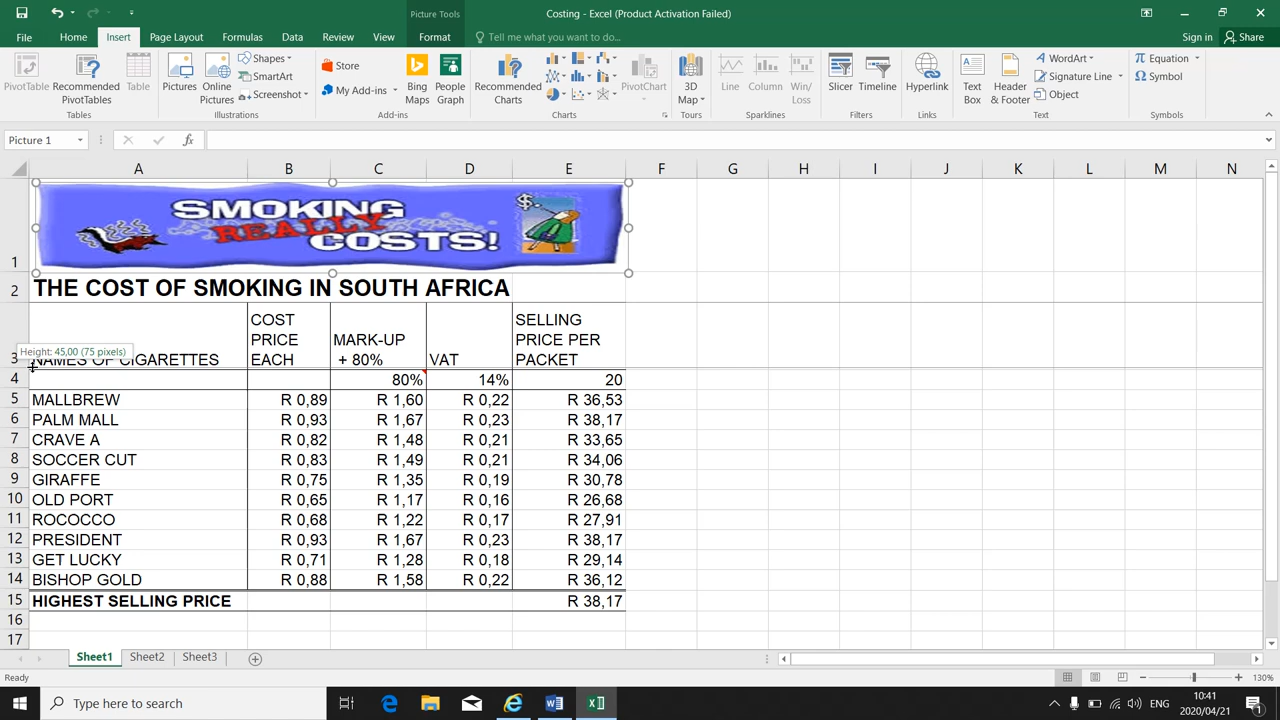 Picture Tools
Costing - Excel (Product Activation Failed)
File Home Insert Page Layout Formulas Data Review View Format Tell me what you want to do... Sign in Share
PivotTable Recommended PivotTables Table
Tables
Pictures Online Pictures Shapes SmartArt Screenshot
Illustrations
Store My Add-ins Bing Maps People Graph
Add-ins
Recommended Charts PivotChart
Charts
3D Map
Tours
Line Column Win/Loss
Sparklines
Slicer Timeline
Filters
Hyperlink
Links
Text Box Header & Footer WordArt Signature Line Object
Text
Equation Symbol
Symbols
Picture 1 fx
A B C D E F G H I J K L M N
SMOKING
REALLY
COSTS!
$
1
2 THE COST OF SMOKING IN SOUTH AFRICA
3 NAMES OF CIGARETTES COST PRICE EACH MARK-UP + 80% VAT SELLING PRICE PER PACKET
Height: 45,00 (75 pixels)
4 80% 14% 20
5 MALLBREW R 0,89 R 1,60 R 0,22 R 36,53
6 PALM MALL R 0,93 R 1,67 R 0,23 R 38,17
7 CRAVE A R 0,82 R 1,48 R 0,21 R 33,65
8 SOCCER CUT R 0,83 R 1,49 R 0,21 R 34,06
9 GIRAFFE R 0,75 R 1,35 R 0,19 R 30,78
10 OLD PORT R 0,65 R 1,17 R 0,16 R 26,68
11 ROCOCCO R 0,68 R 1,22 R 0,17 R 27,91
12 PRESIDENT R 0,93 R 1,67 R 0,23 R 38,17
13 GET LUCKY R 0,71 R 1,28 R 0,18 R 29,14
14 BISHOP GOLD R 0,88 R 1,58 R 0,22 R 36,12
15 HIGHEST SELLING PRICE R 38,17
16
17
Sheet1 Sheet2 Sheet3
Ready 130%
Type here to search ENG 10:41
2020/04/21